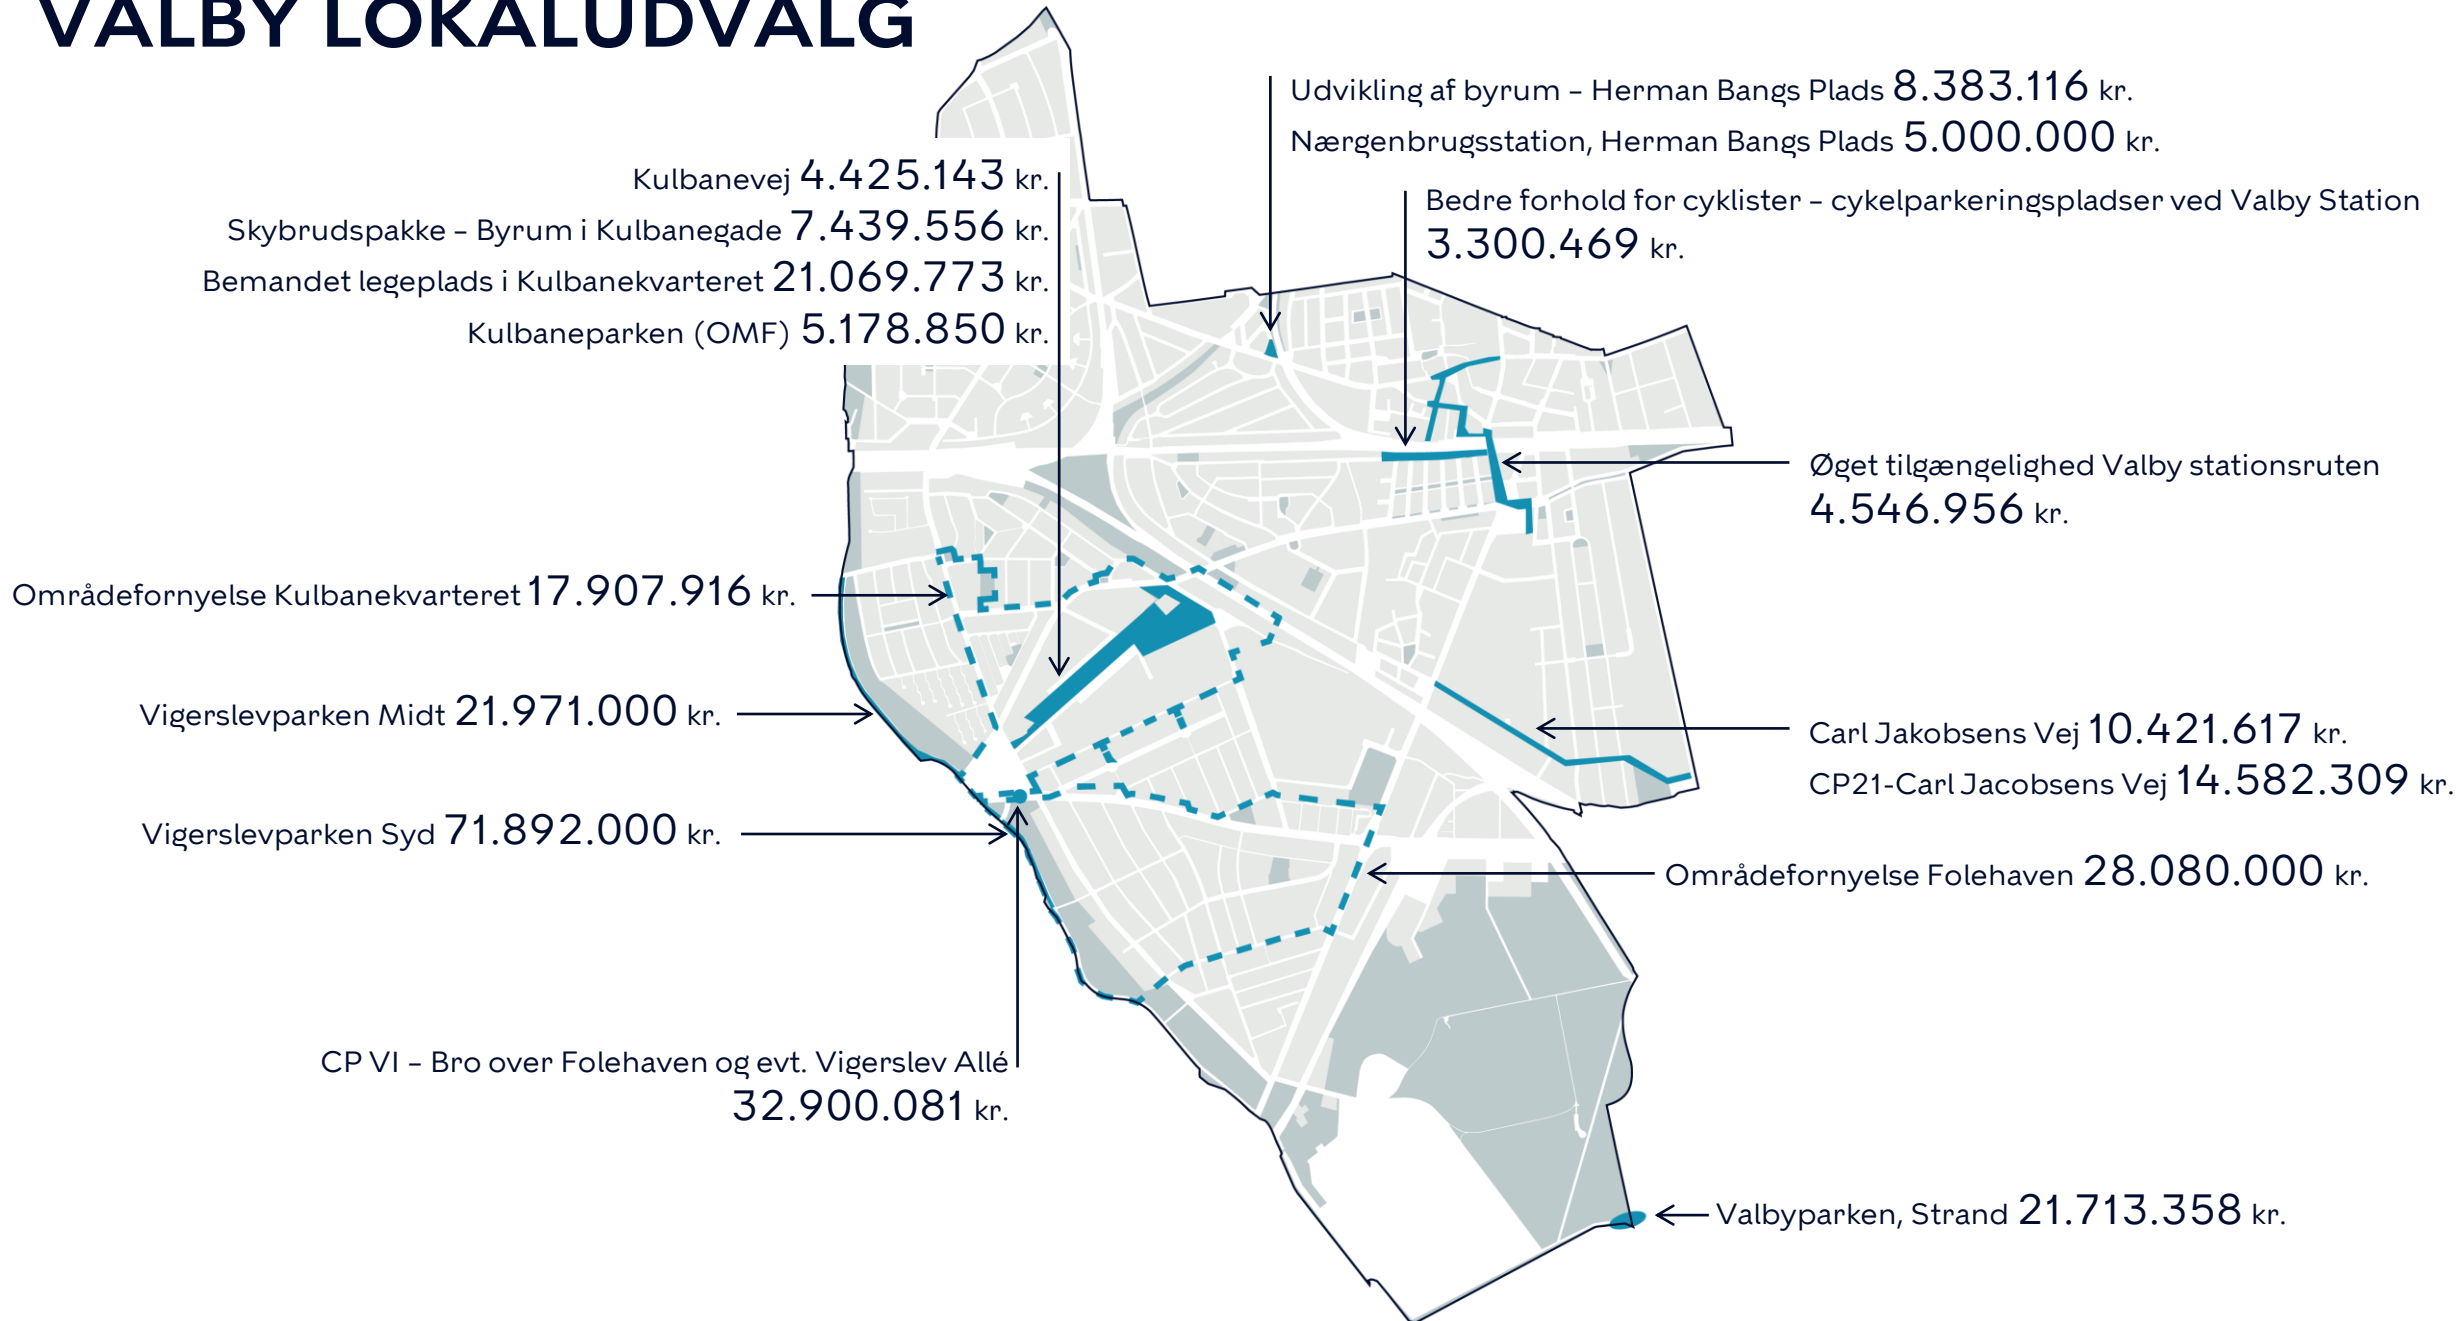 VALBY LOKALUDVALG
Udvikling af byrum – Herman Bangs Plads 8.383.116 kr.
Nærgenbrugsstation, Herman Bangs Plads 5.000.000 kr.
Kulbanevej 4.425.143 kr.
Skybrudspakke – Byrum i Kulbanegade 7.439.556 kr.
Bemandet legeplads i Kulbanekvarteret 21.069.773 kr.
Kulbaneparken (OMF) 5.178.850 kr.
Bedre forhold for cyklister – cykelparkeringspladser ved Valby Station
3.300.469 kr.
Øget tilgængelighed Valby stationsruten
4.546.956 kr.
Områdefornyelse Kulbanekvarteret 17.907.916 kr.
Vigerslevparken Midt 21.971.000 kr.
Carl Jakobsens Vej 10.421.617 kr.
CP21-Carl Jacobsens Vej 14.582.309 kr.
Vigerslevparken Syd 71.892.000 kr.
Områdefornyelse Folehaven 28.080.000 kr.
CP VI – Bro over Folehaven og evt. Vigerslev Allé
32.900.081 kr.
Valbyparken, Strand 21.713.358 kr.